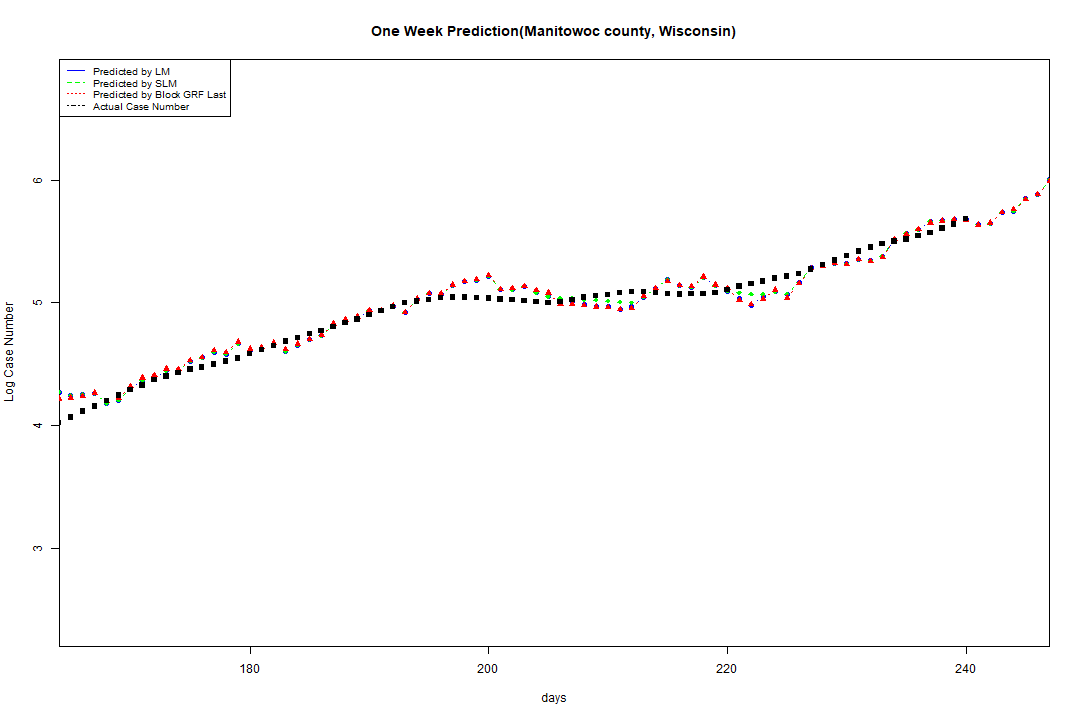 One Week Prediction(Manitowoc county, Wisconsin)
Predicted by LM
Predicted by SLM
Predicted by Block GRF Last
Actual Case Number
6
5
4
3
Log Case Number
180 200 220 240
days